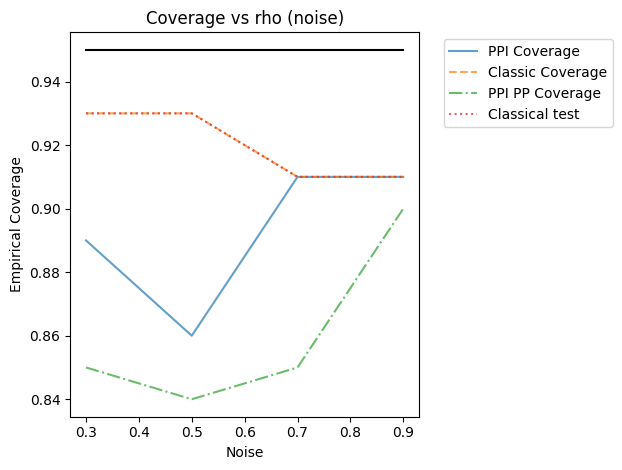 Coverage vs rho (noise)
PPI Coverage
Classic Coverage
PPI PP Coverage
Classical test
Empirical Coverage
0.94
0.92
0.90
0.88
0.86
0.84
0.3 0.4 0.5 0.6 0.7 0.8 0.9
Noise